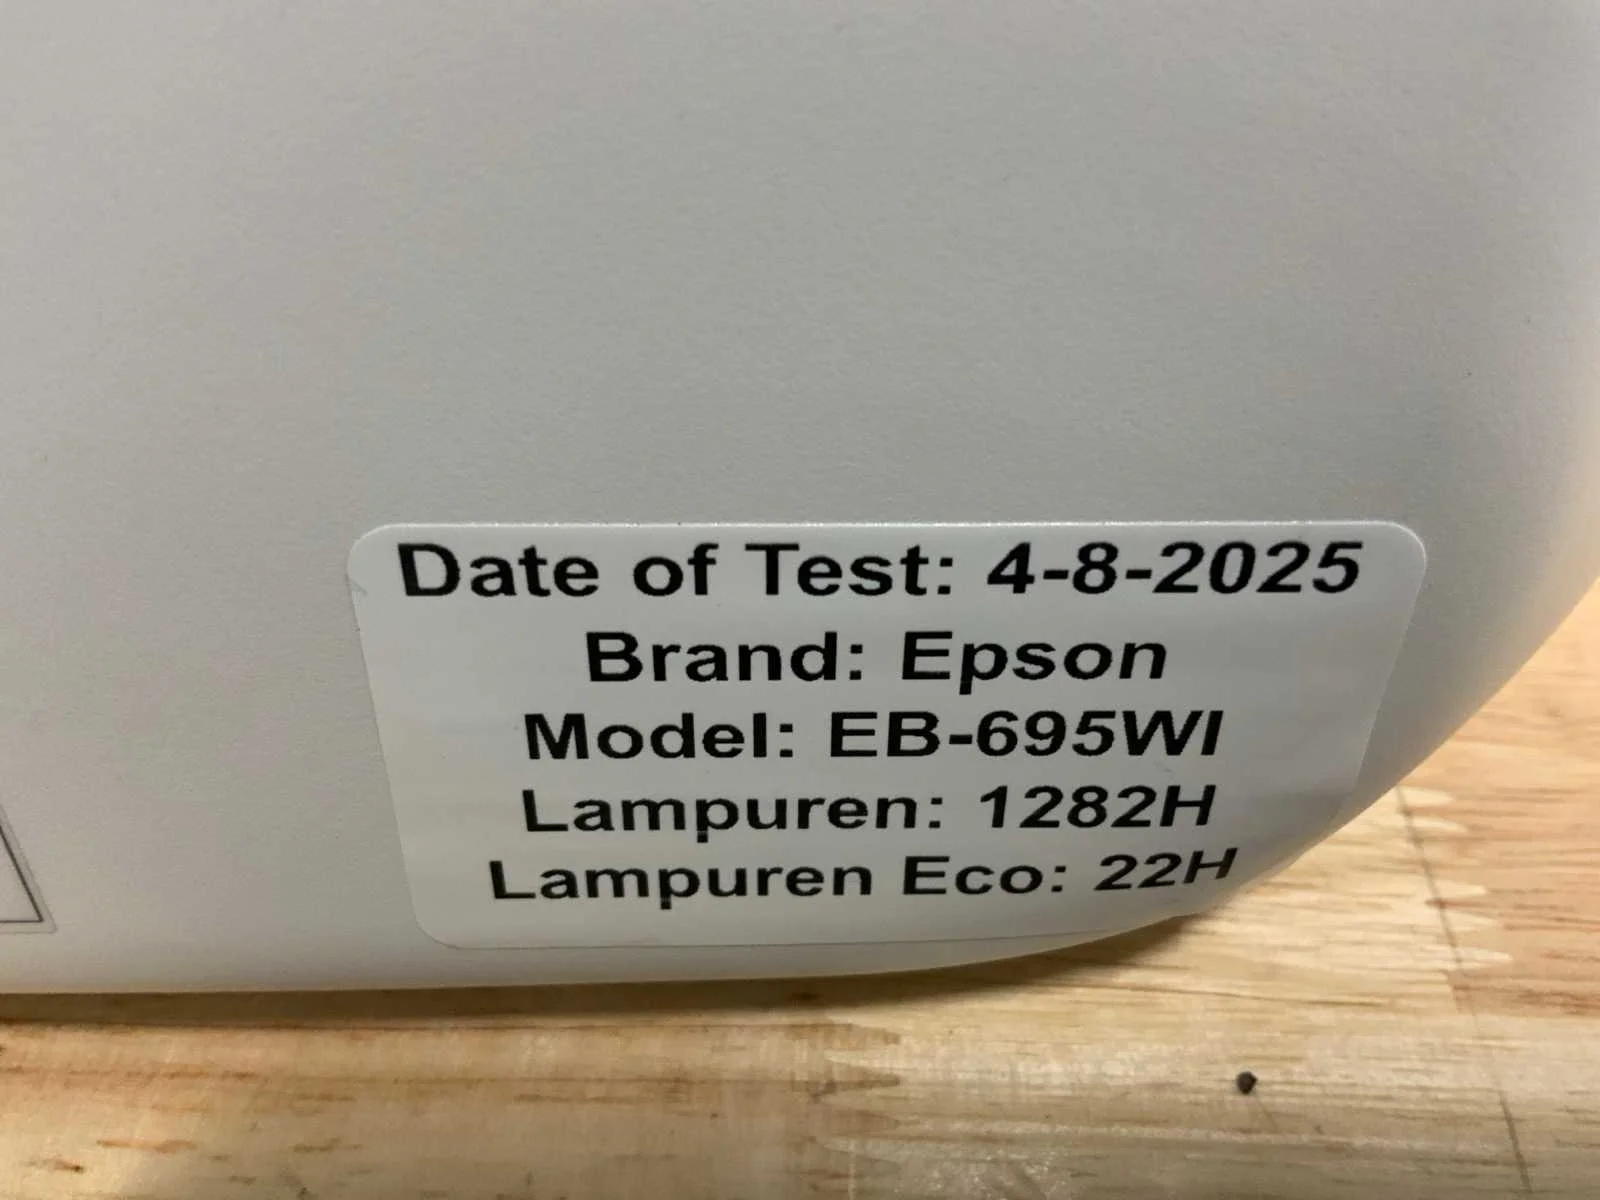 Date of Test: 4-8-2025
Brand: Epson
Model: EB-695WI
Lampuren: 1282H
Lampuren Eco: 22H